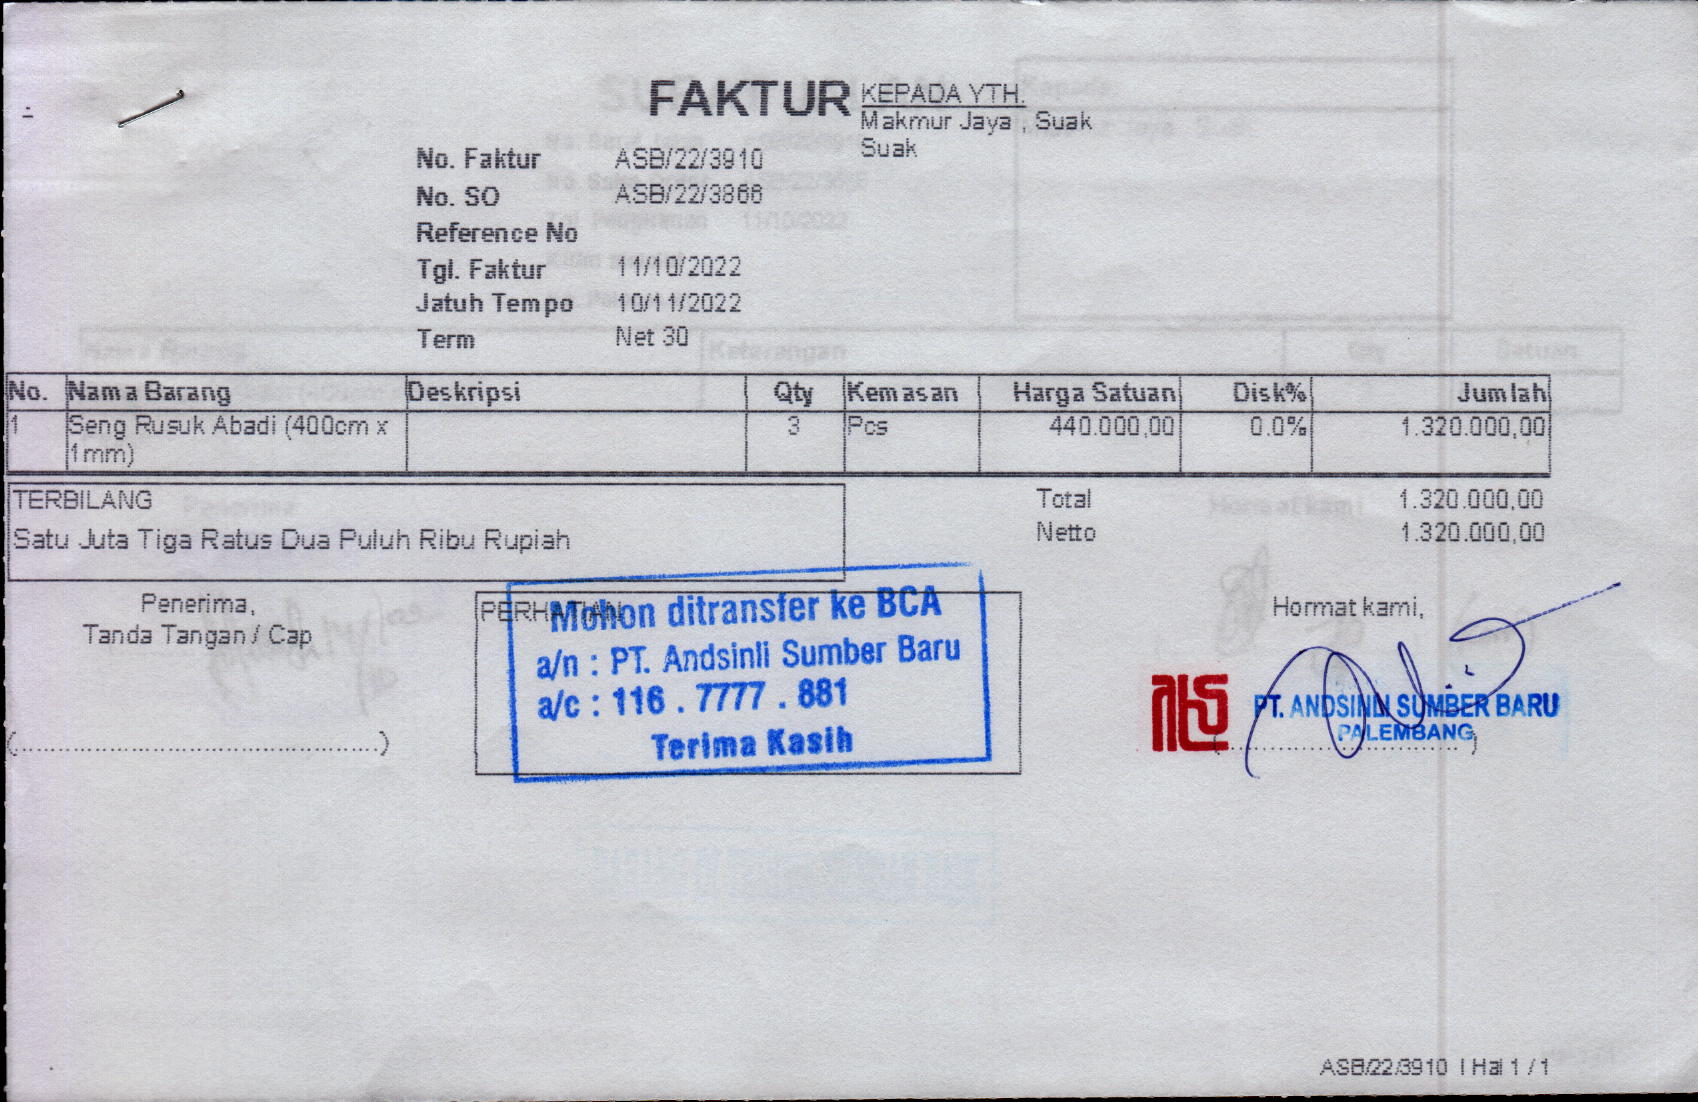 FAKTUR
KEPADA YTH.
Makmur Jaya , Suak
Suak
No. Faktur ASB/22/3910
No. SO ASB/22/3866
Reference No
Tgl. Faktur 11/10/2022
Jatuh Tempo 10/11/2022
Term Net 30
No. Nama Barang Deskripsi Qty Kemasan Harga Satuan Disk% Jumlah
1 Seng Rusuk Abadi (400cm x 3 Pcs 440.000,00 0.0% 1.320.000,00
1mm)
TERBILANG
Satu Juta Tiga Ratus Dua Puluh Ribu Rupiah
Total 1.320.000,00
Netto 1.320.000,00
Penerima,
Tanda Tangan / Cap
(................................................)
PERHATIAN
Mohon ditransfer ke BCA
a/n : PT. Andsinli Sumber Baru
a/c : 116 . 7777 . 881
Terima Kasih
Hormat kami,
PT. ANDSINLI SUMBER BARU
PALEMBANG
ASB/22/3910 | Hal 1 / 1